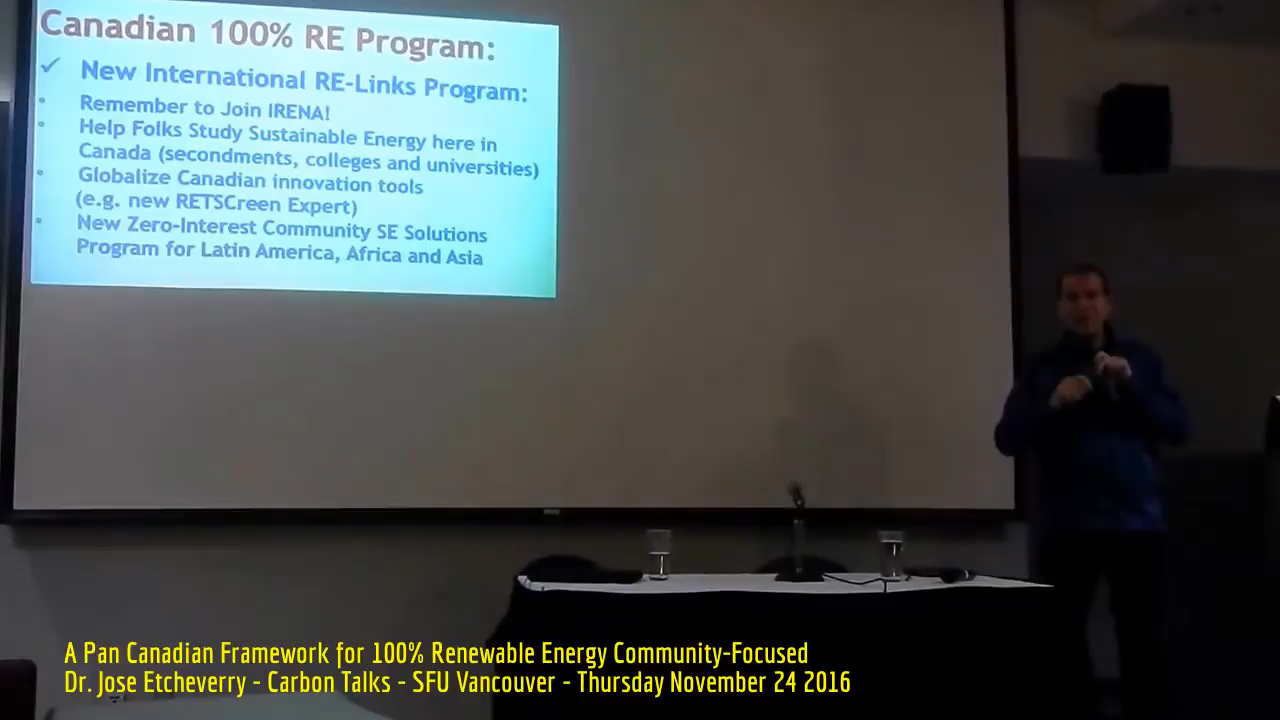 Canadian 100% RE Program:
✓ New International RE-Links Program:
• Remember to Join IRENA!
• Help Folks Study Sustainable Energy here in
Canada (secondments, colleges and universities)
• Globalize Canadian innovation tools
(e.g. new RETSCreen Expert)
• New Zero-Interest Community SE Solutions
Program for Latin America, Africa and Asia
A Pan Canadian Framework for 100% Renewable Energy Community-Focused
Dr. Jose Etcheverry - Carbon Talks - SFU Vancouver - Thursday November 24 2016